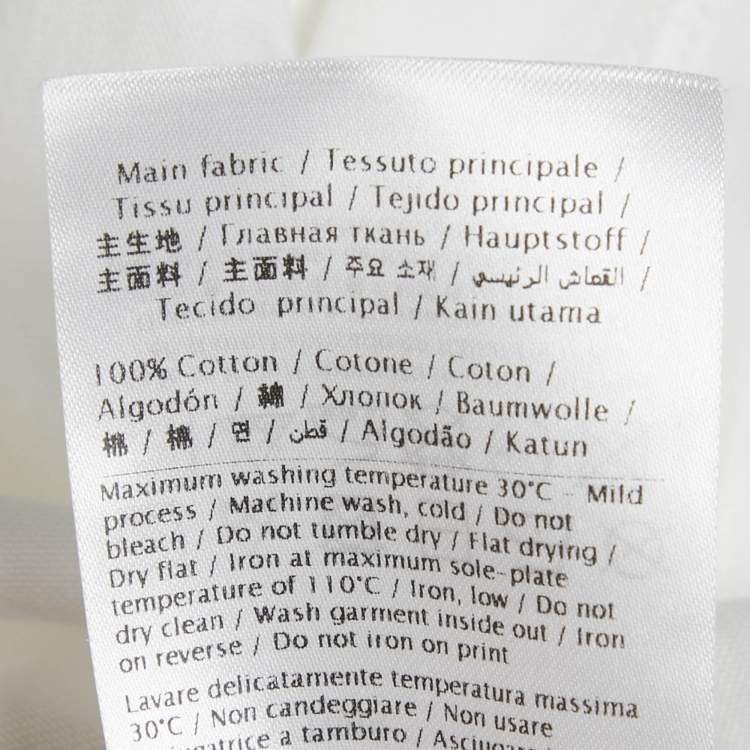 Main fabric / Tessuto principale /
Tissu principal / Tejido principal /
主生地 / Главная ткань / Hauptstoff /
主面料 / 主面料 / 주요 소재 / القماش الرئيسي /
Tecido principal / Kain utama
100% Cotton / Cotone / Coton /
Algodón / 綿 / Хлопок / Baumwolle /
棉 / 棉 / 면 / قطن / Algodão / Katun
Maximum washing temperature 30°C - Mild
process / Machine wash, cold / Do not
bleach / Do not tumble dry / Flat drying /
Dry flat / Iron at maximum sole-plate
temperature of 110°C / Iron, low / Do not
dry clean / Wash garment inside out / Iron
on reverse / Do not iron on print
Lavare delicatamente temperatura massima
30°C / Non candeggiare / Non usare
a tamburo /